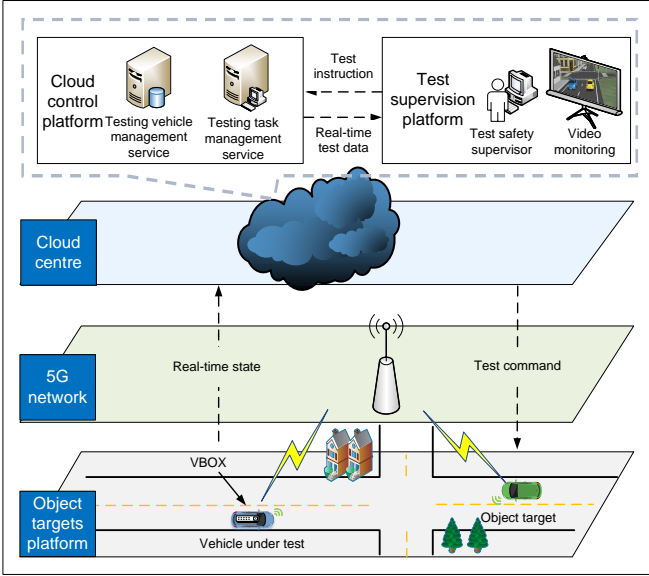 Cloud
control
platform
Testing vehicle
management
service
Testing task
management
service
Test
instruction
Real-time
test data
Test
supervision
platform
Test safety
supervisor
Video
monitoring
Cloud
centre
5G
network
Real-time state
Test command
Object
targets
platform
VBOX
Vehicle under test
Object target